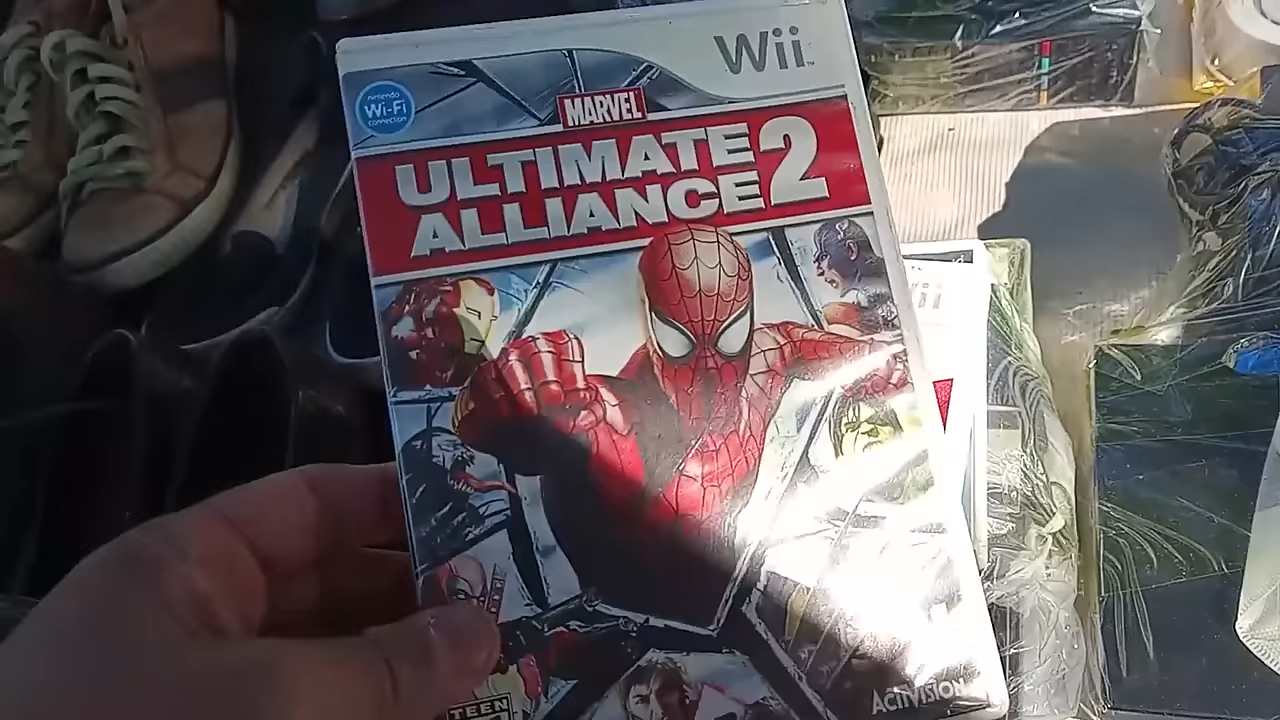 Wii
Nintendo
Wi-Fi
CONNECTION
MARVEL
ULTIMATE
ALLIANCE 2
TEEN
ACTIVISION